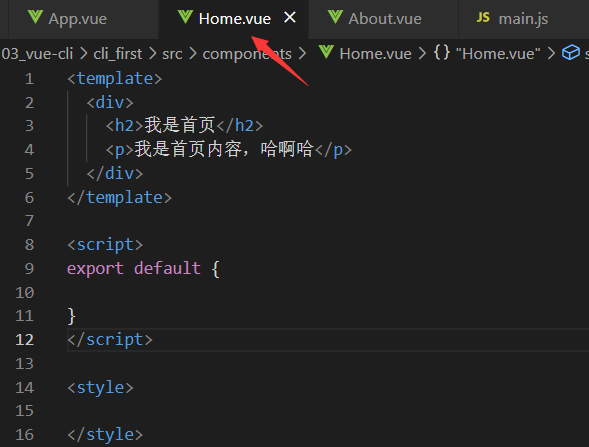 App.vue Home.vue × About.vue JS main.js
03_vue-cli > cli_first > src > components > Home.vue > {} "Home.vue" >
1 <template>
2 <div>
3 <h2>我是首页</h2>
4 <p>我是首页内容，哈啊哈</p>
5 </div>
6 </template>
7
8 <script>
9 export default {
10
11 }
12 </script>
13
14 <style>
15
16 </style>